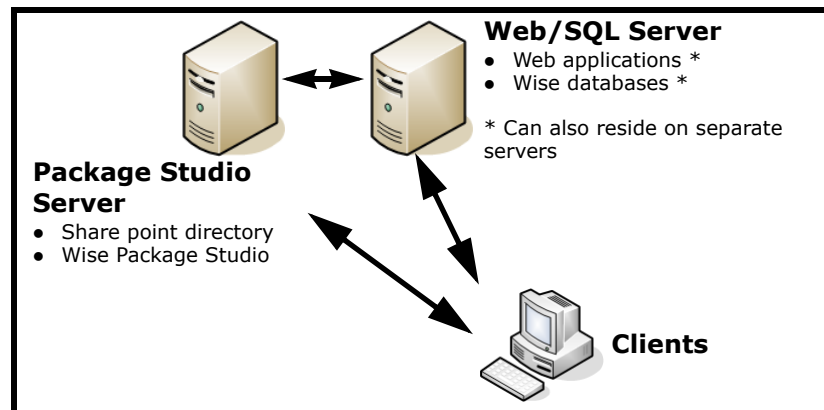 Web/SQL Server
● Web applications *
● Wise databases *
* Can also reside on separate
servers
Package Studio
Server
● Share point directory
● Wise Package Studio
Clients